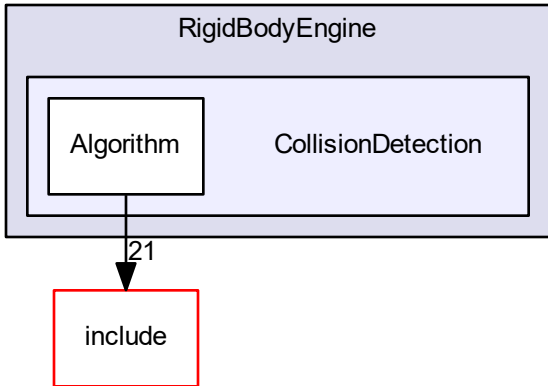 RigidBodyEngine
Algorithm
CollisionDetection
21
include